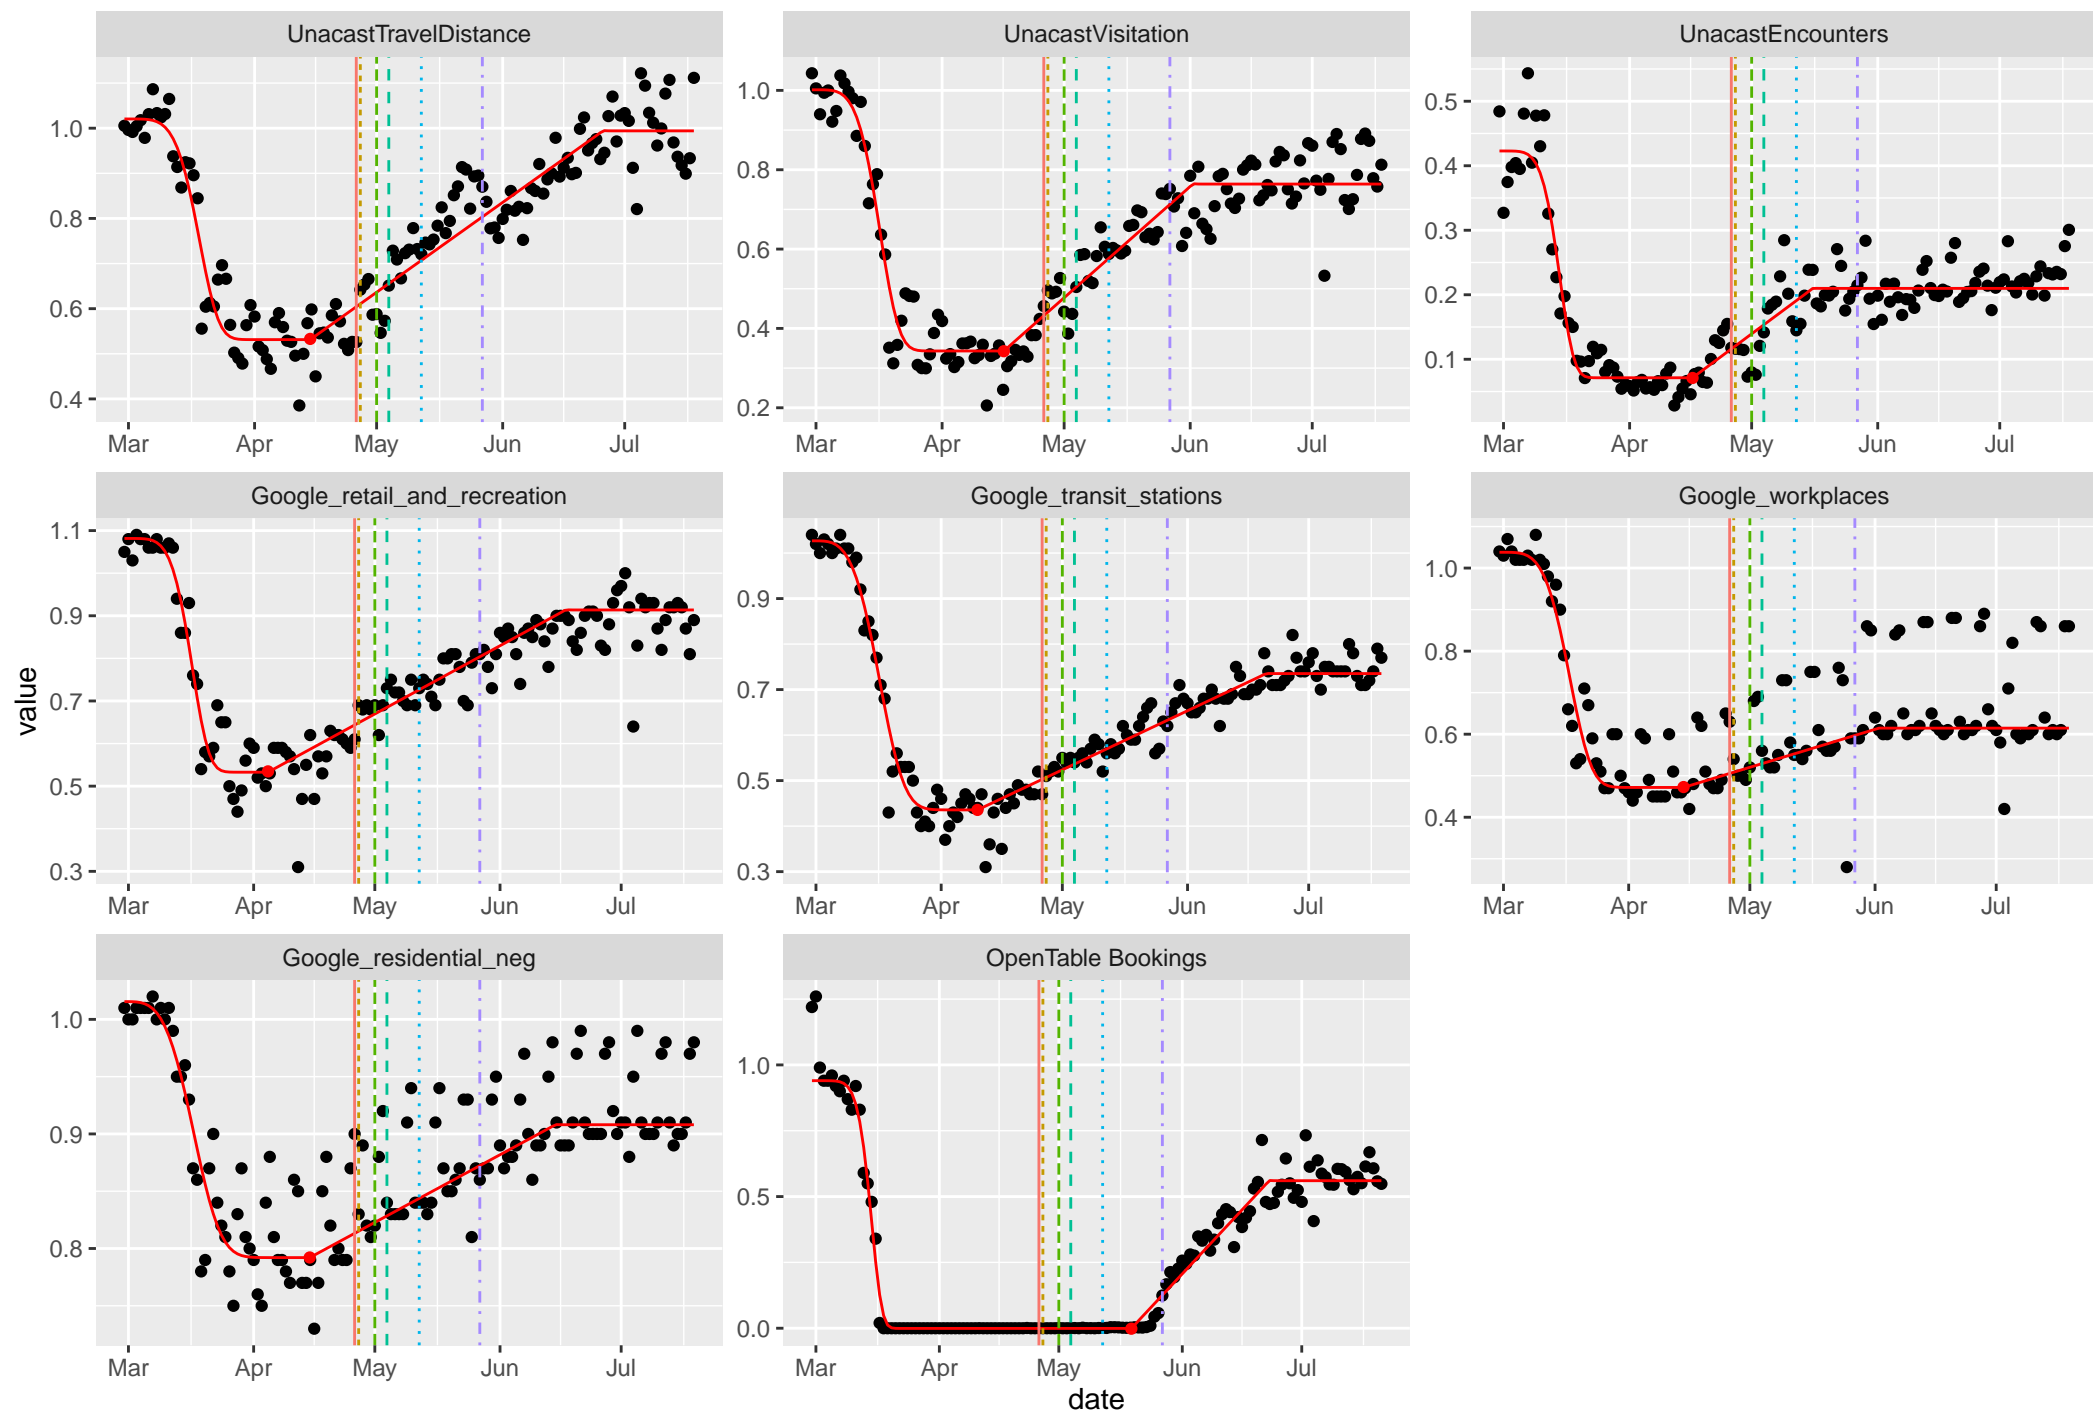 UnacastTravelDistance UnacastVisitation UnacastEncounters
1.0
0.8
0.6
0.4
Mar Apr May Jun Jul
1.0
0.8
0.6
0.4
0.2
Mar Apr May Jun Jul
0.5
0.4
0.3
0.2
0.1
Mar Apr May Jun Jul
value
Google_retail_and_recreation Google_transit_stations Google_workplaces
1.1
0.9
0.7
0.5
0.3
Mar Apr May Jun Jul
0.9
0.7
0.5
0.3
Mar Apr May Jun Jul
1.0
0.8
0.6
0.4
Mar Apr May Jun Jul
Google_residential_neg OpenTable Bookings
1.0
0.9
0.8
Mar Apr May Jun Jul
1.0
0.5
0.0
Mar Apr May Jun Jul
date